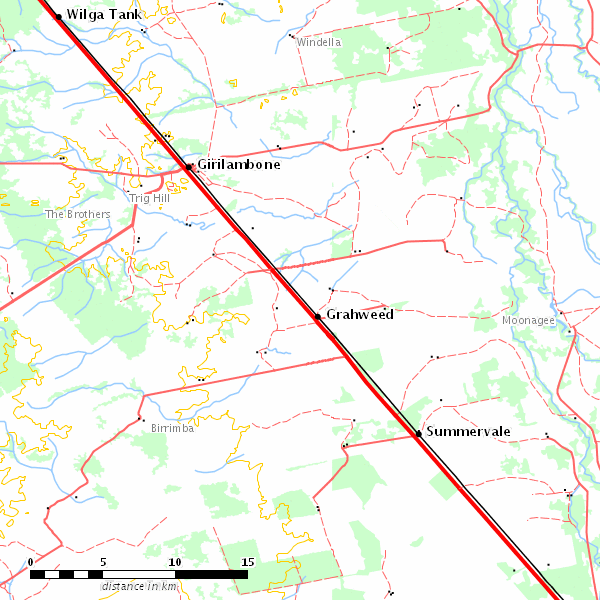 Wilga Tank
Windella
Girilambone
Trig Hill
The Brothers
Grahweed
Moonagee
Birrimba
Summervale
0 5 10 15
distance in km